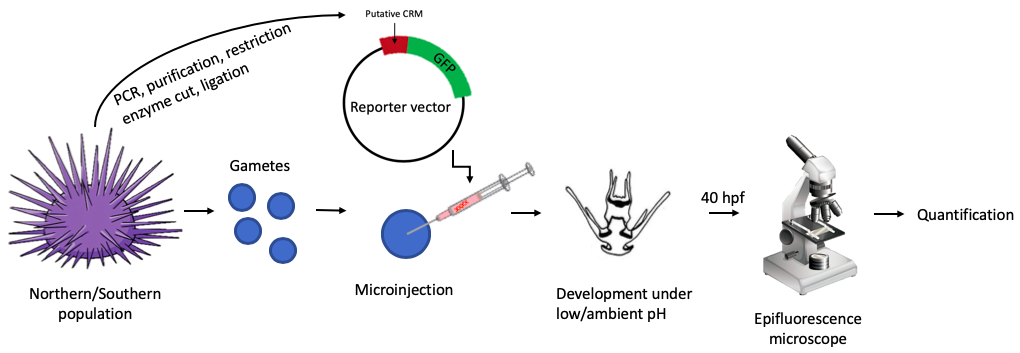 Putative CRM
GFP
PCR, purification, restriction
enzyme cut, ligation
Reporter vector
Gametes
40 hpf
Quantification
Northern/Southern
population
Microinjection
Development under
low/ambient pH
Epifluorescence
microscope